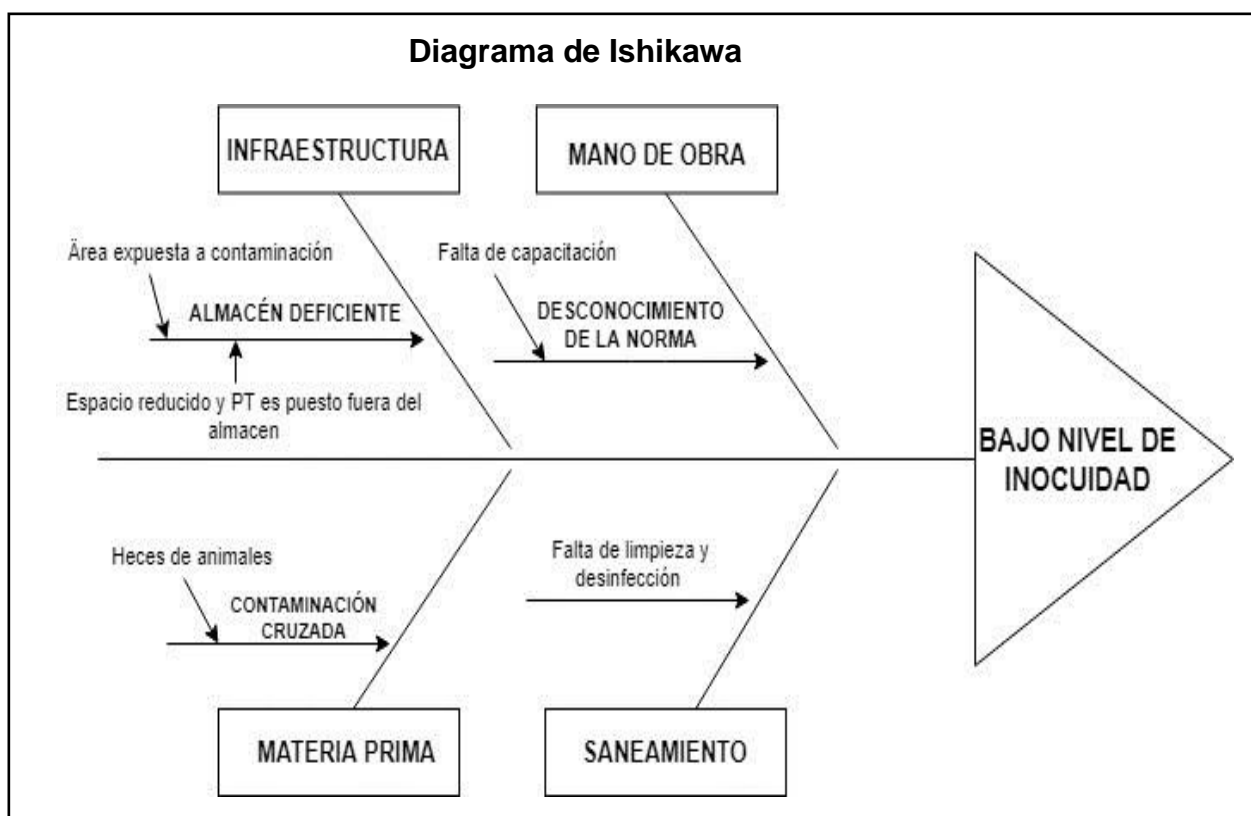 Diagrama de Ishikawa
INFRAESTRUCTURA
MANO DE OBRA
Ärea expuesta a contaminación
Falta de capacitación
ALMACÉN DEFICIENTE
DESCONOCIMIENTO
DE LA NORMA
Espacio reducido y PT es puesto fuera del
almacen
BAJO NIVEL DE
INOCUIDAD
Heces de animales
Falta de limpieza y
desinfección
CONTAMINACIÓN
CRUZADA
MATERIA PRIMA
SANEAMIENTO